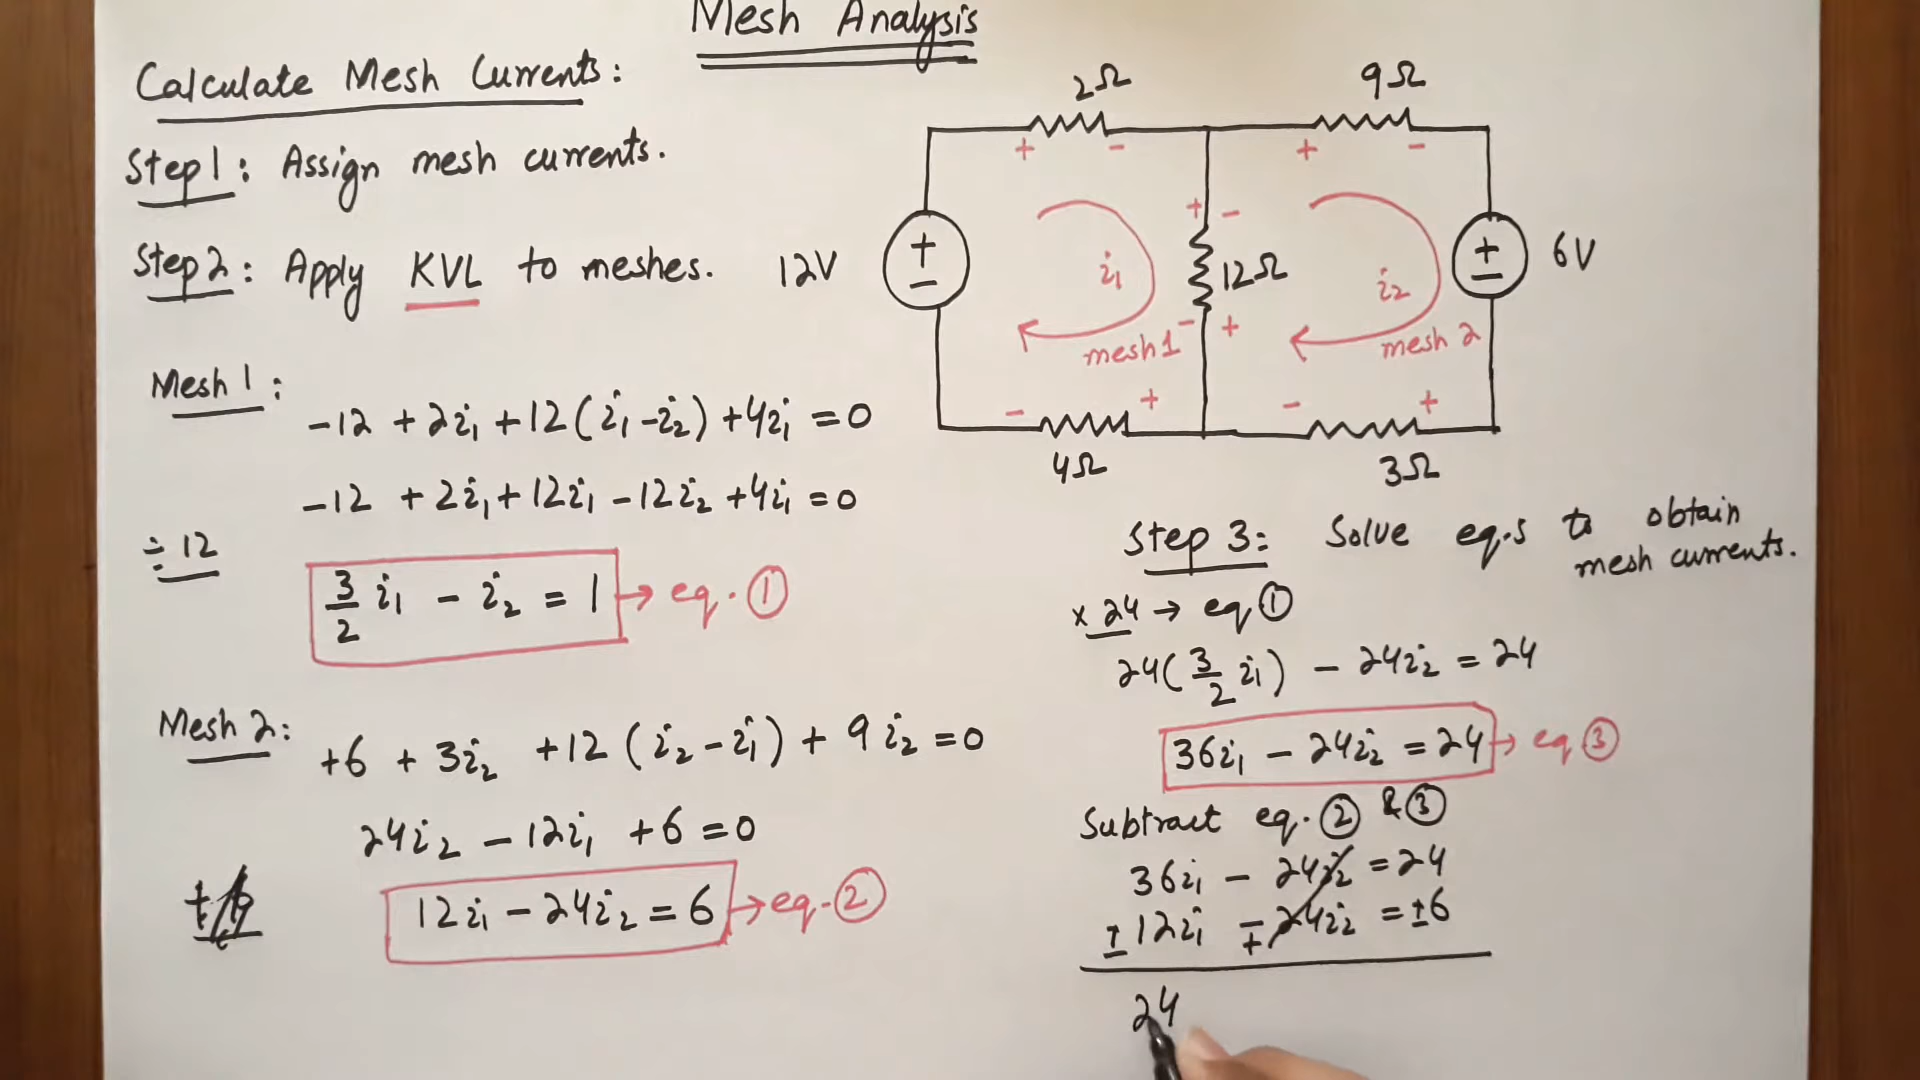 Mesh Analysis
Calculate Mesh Currents:
Step 1: Assign mesh currents.
Step 2: Apply KVL to meshes.
Mesh 1:
-12 + 2i₁ + 12(i₁ - i₂) + 4i₁ = 0
-12 + 2i₁ + 12i₁ - 12i₂ + 4i₁ = 0
÷ 12
3/2 i₁ - i₂ = 1 → eq. ①
Mesh 2:
+6 + 3i₂ + 12(i₂ - i₁) + 9i₂ = 0
24i₂ - 12i₁ + 6 = 0
12i₁ - 24i₂ = 6 → eq. ②
2Ω
9Ω
+ - + -
+ -
12V
+
-
i₁
12Ω
i₂
+
-
6V
- +
mesh 1
mesh 2
- + - +
4Ω
3Ω
Step 3: Solve eq.s to obtain
mesh currents.
x 24 → eq ①
24(3/2 i₁) - 24i₂ = 24
36i₁ - 24i₂ = 24 → eq ③
Subtract eq. ② & ③
36i₁ - 24i₂ = 24
± 12i₁ ∓ 24i₂ = ±6
24